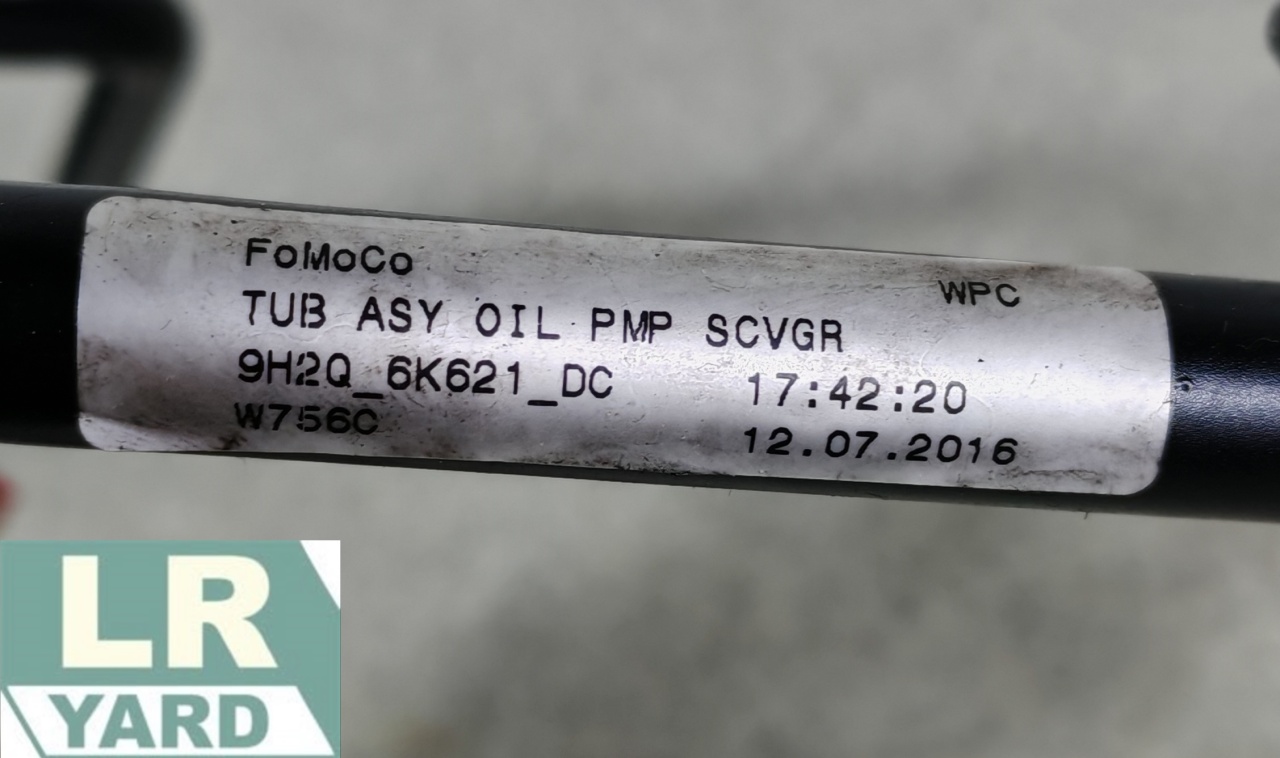 FoMoCo
WPC
TUB ASY OIL PMP SCVGR
9H2Q_6K621_DC 17:42:20
W756C 12.07.2016
LR
YARD